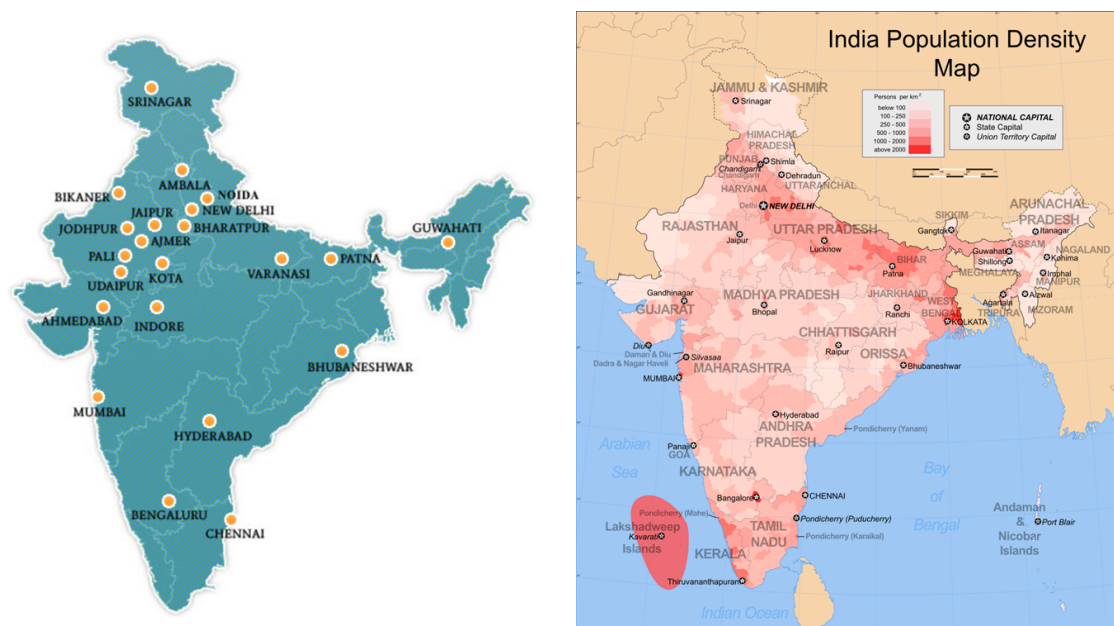 SRINAGAR
AMBALA
BIKANER
NOIDA
NEW DELHI
JAIPUR
JODHPUR
BHARATPUR
AJMER
GUWAHATI
PALI
KOTA
VARANASI
PATNA
UDAIPUR
AHMEDABAD
INDORE
BHUBANESHWAR
MUMBAI
HYDERABAD
BENGALURU
CHENNAI
India Population Density
Map
Persons per km²
below 100
100 - 250
250 - 500
500 - 1000
1000 - 2000
above 2000
NATIONAL CAPITAL
State Capital
Union Territory Capital
JAMMU & KASHMIR
Srinagar
HIMACHAL
PRADESH
PUNJAB
Shimla
Chandigarh
Chandigarh
Dehradun
UTTARANCHAL
HARYANA
Delhi
NEW DELHI
RAJASTHAN
Jaipur
UTTAR PRADESH
Lucknow
SIKKIM
Gangtok
ARUNACHAL
PRADESH
Itanagar
ASSAM
Guwahati
NAGALAND
Kohima
Shillong
MEGHALAYA
Imphal
MANIPUR
BIHAR
Patna
Gandhinagar
GUJARAT
MADHYA PRADESH
Bhopal
JHARKHAND
Ranchi
WEST
BENGAL
KOLKATA
Agartala
TRIPURA
Aizwal
MIZORAM
CHHATTISGARH
Raipur
ORISSA
Bhubaneshwar
Diu
Daman & Diu
Dadra & Nagar Haveli
Silvasaa
MAHARASHTRA
MUMBAI
Hyderabad
ANDHRA
PRADESH
Pondicherry (Yanam)
Arabian
Sea
Panaji
GOA
KARNATAKA
Bay
of
Bengal
Bangalore
CHENNAI
Pondicherry (Mahe)
Pondicherry (Puducherry)
Pondicherry (Karaikal)
Lakshadweep
Kavarati
Islands
TAMIL
NADU
KERALA
Thiruvananthapuram
Andaman
&
Nicobar
Islands
Port Blair
Indian Ocean